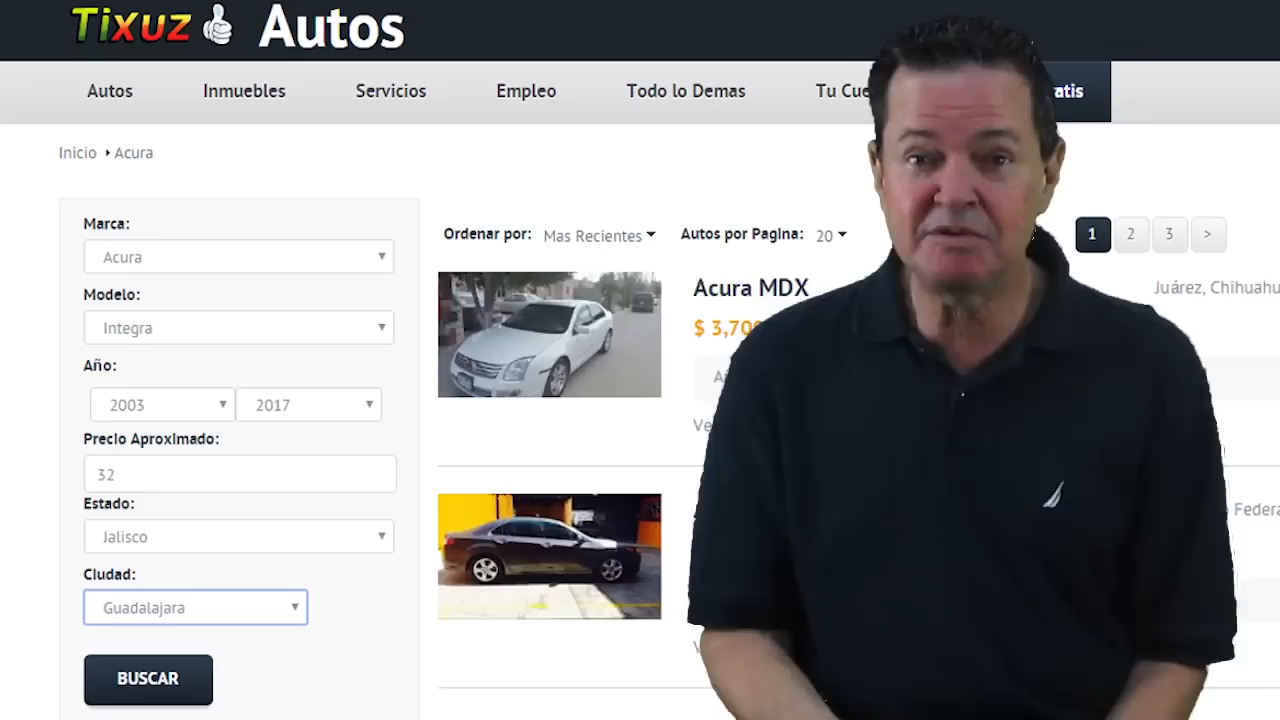 Tixuz Autos
Autos Inmuebles Servicios Empleo Todo lo Demas Tu Cue atis
Inicio Acura
Marca:
Acura
Modelo:
Integra
Año:
2003 2017
Precio Aproximado:
32
Estado:
Jalisco
Ciudad:
Guadalajara
BUSCAR
Ordenar por: Mas Recientes Autos por Pagina: 20
1 2 3 >
Acura MDX
Juárez, Chihuahu
$ 3,700
Federa